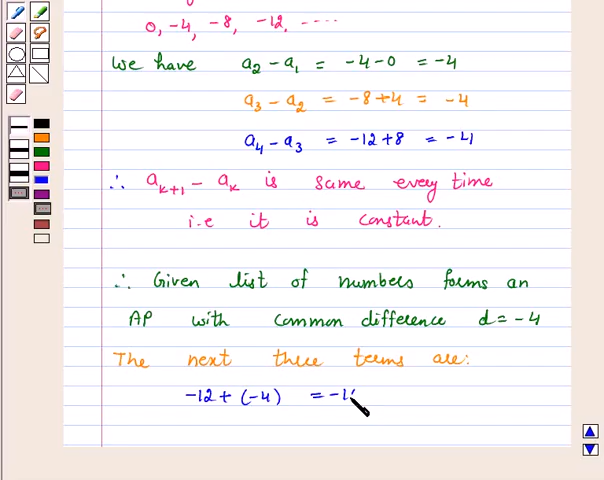 0, -4, -8, -12, ....
We have a2 - a1 = -4-0 = -4
a3 - a2 = -8+4 = -4
a4 - a3 = -12+8 = -4
∴ ak+1 - ak is same every time
i.e it is constant.
∴ Given list of numbers forms an
AP with common difference d = -4
The next three terms are:
-12 + (-4) = -1